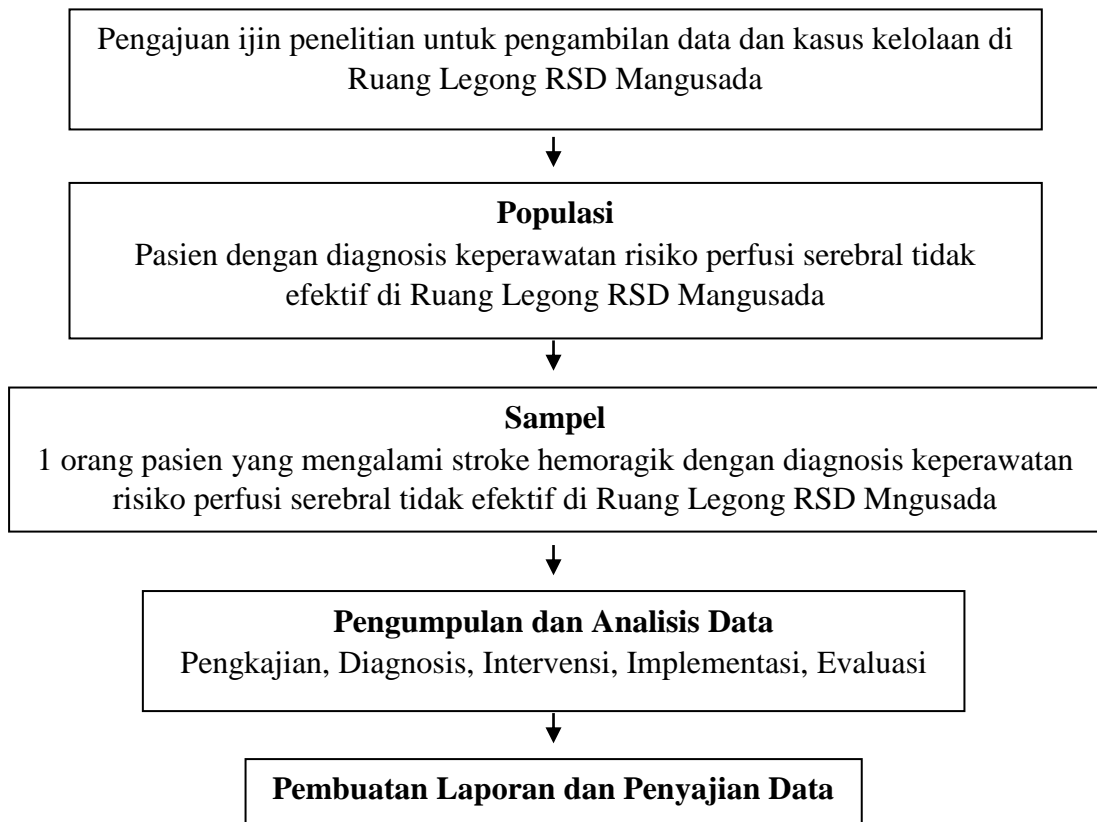 Pengajuan ijin penelitian untuk pengambilan data dan kasus kelolaan di
Ruang Legong RSD Mangusada
Populasi
Pasien dengan diagnosis keperawatan risiko perfusi serebral tidak
efektif di Ruang Legong RSD Mangusada
Sampel
1 orang pasien yang mengalami stroke hemoragik dengan diagnosis keperawatan
risiko perfusi serebral tidak efektif di Ruang Legong RSD Mngusada
Pengumpulan dan Analisis Data
Pengkajian, Diagnosis, Intervensi, Implementasi, Evaluasi
Pembuatan Laporan dan Penyajian Data